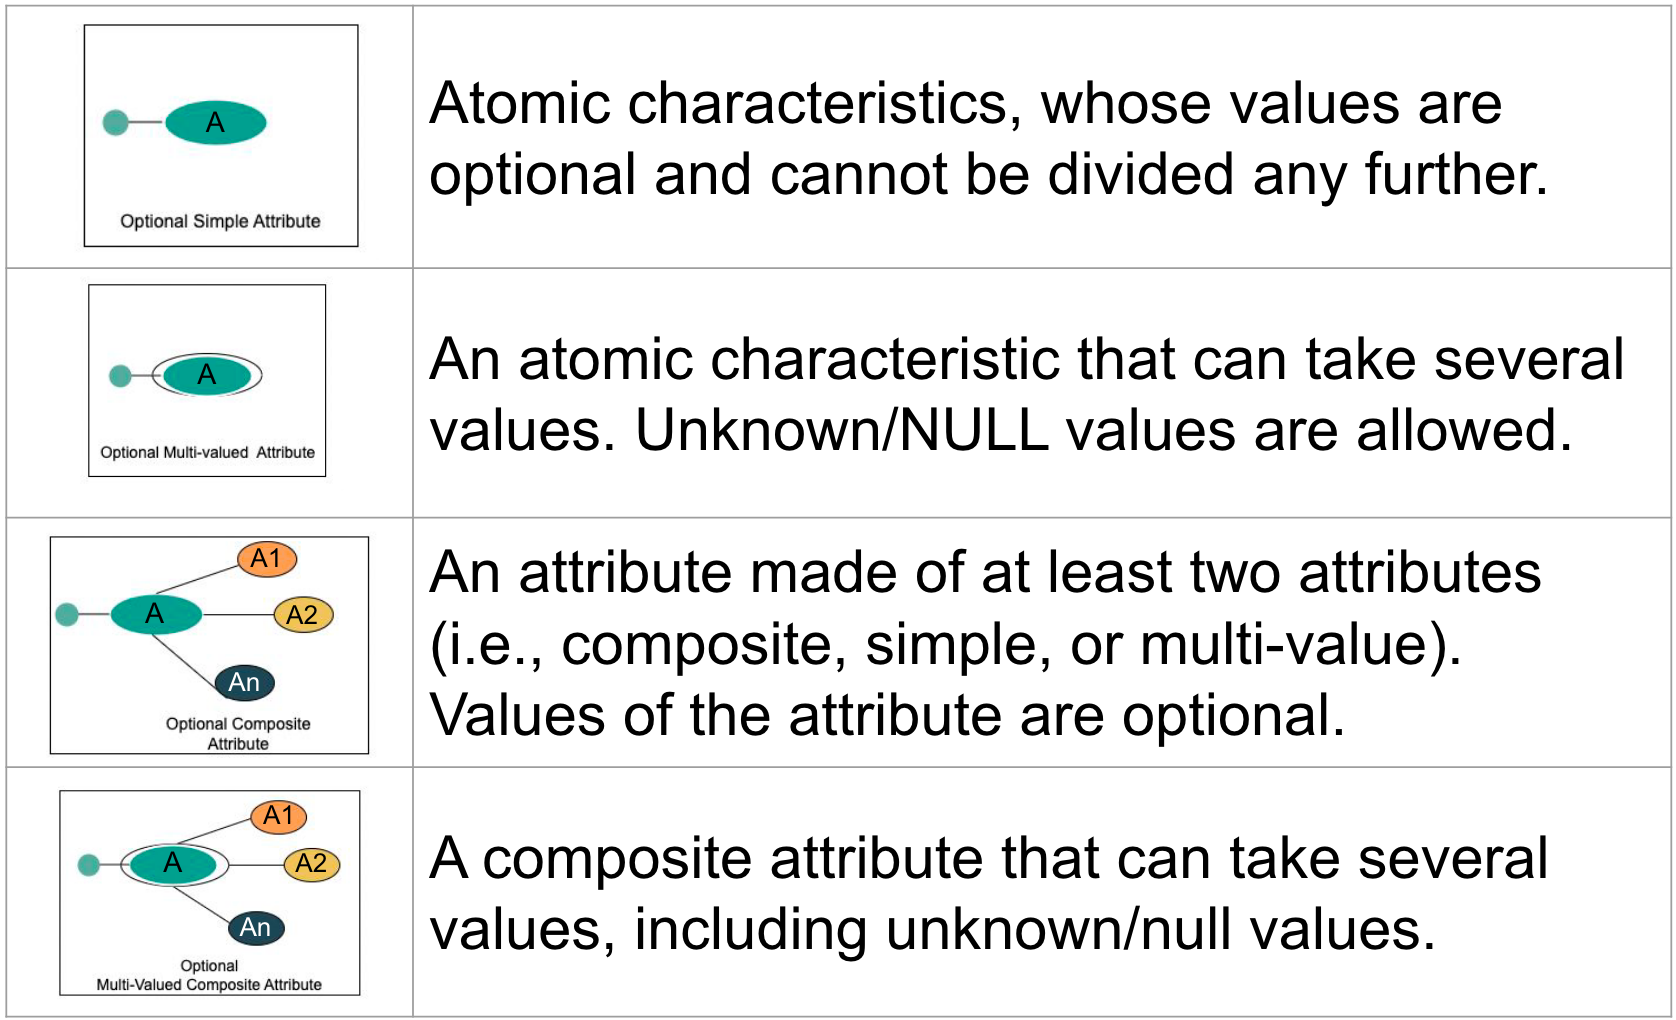 A
Optional Simple Attribute
Atomic characteristics, whose values are
optional and cannot be divided any further.
A
Optional Multi-valued Attribute
An atomic characteristic that can take several
values. Unknown/NULL values are allowed.
A1
A
A2
An
Optional Composite
Attribute
An attribute made of at least two attributes
(i.e., composite, simple, or multi-value).
Values of the attribute are optional.
A1
A
A2
An
Optional
Multi-Valued Composite Attribute
A composite attribute that can take several
values, including unknown/null values.